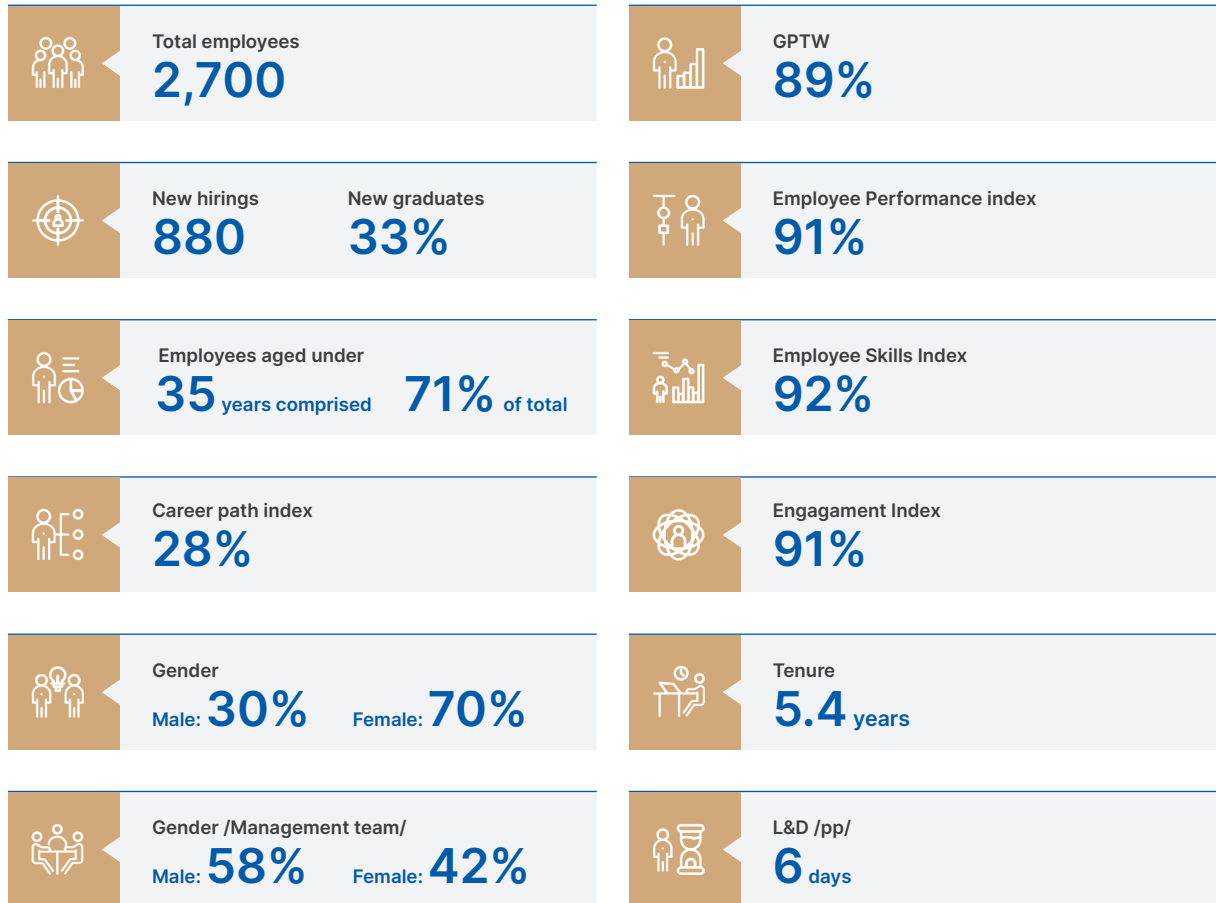 Total employees
2,700
New hirings
880
New graduates
33%
Employees aged under
35 years comprised 71% of total
Career path index
28%
Gender
Male: 30% Female: 70%
Gender /Management team/
Male: 58% Female: 42%
GPTW
89%
Employee Performance index
91%
Employee Skills Index
92%
Engagament Index
91%
Tenure
5.4 years
L&D /pp/
6 days